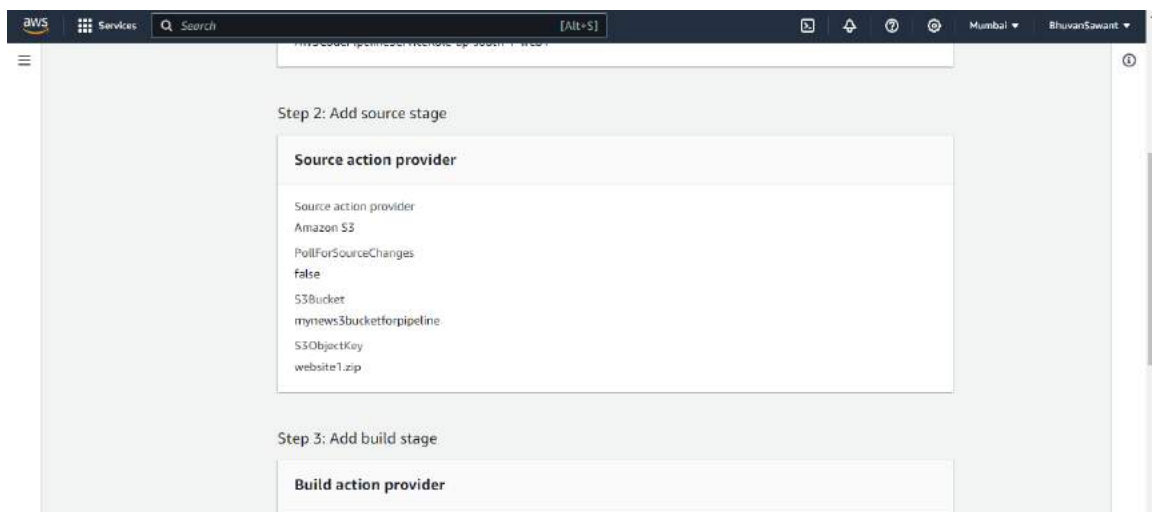 aws Services Search [Alt+S] Mumbai BhuvanSawant
Step 2: Add source stage
Source action provider
Source action provider
Amazon S3
PollForSourceChanges
false
S3Bucket
mynews3bucketforpipeline
S3ObjectKey
website1.zip
Step 3: Add build stage
Build action provider